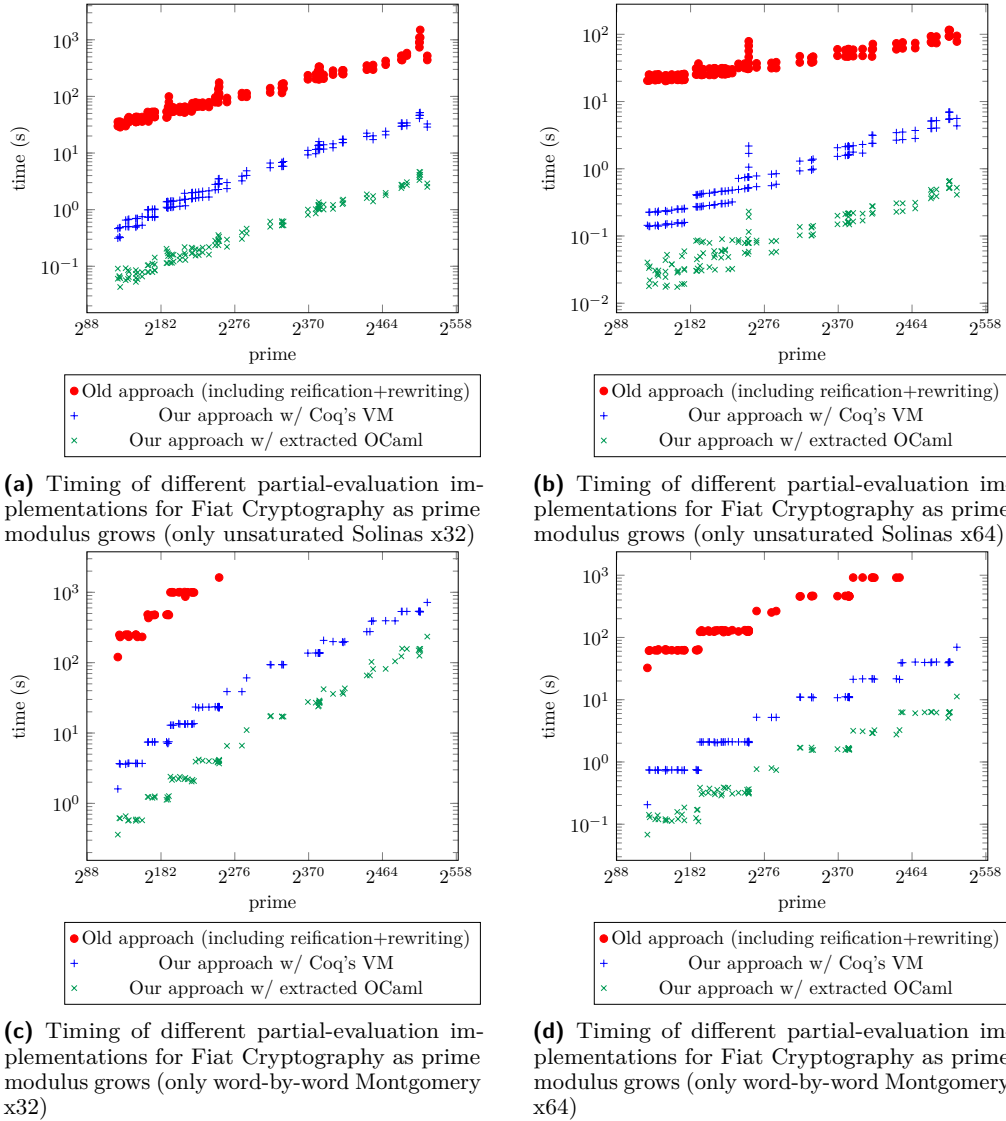 10³
10²
10¹
10⁰
10⁻¹
time (s)
2⁸⁸ 2¹⁸² 2²⁷⁶ 2³⁷⁰ 2⁴⁶⁴ 2⁵⁵⁸
prime
Old approach (including reification+rewriting)
Our approach w/ Coq's VM
Our approach w/ extracted OCaml
(a) Timing of different partial-evaluation im-
plementations for Fiat Cryptography as prime
modulus grows (only unsaturated Solinas x32)
10²
10¹
10⁰
10⁻¹
10⁻²
time (s)
2⁸⁸ 2¹⁸² 2²⁷⁶ 2³⁷⁰ 2⁴⁶⁴ 2⁵⁵⁸
prime
Old approach (including reification+rewriting)
Our approach w/ Coq's VM
Our approach w/ extracted OCaml
(b) Timing of different partial-evaluation im-
plementations for Fiat Cryptography as prime
modulus grows (only unsaturated Solinas x64)
10³
10²
10¹
10⁰
time (s)
2⁸⁸ 2¹⁸² 2²⁷⁶ 2³⁷⁰ 2⁴⁶⁴ 2⁵⁵⁸
prime
Old approach (including reification+rewriting)
Our approach w/ Coq's VM
Our approach w/ extracted OCaml
(c) Timing of different partial-evaluation im-
plementations for Fiat Cryptography as prime
modulus grows (only word-by-word Montgomery
x32)
10³
10²
10¹
10⁰
10⁻¹
time (s)
2⁸⁸ 2¹⁸² 2²⁷⁶ 2³⁷⁰ 2⁴⁶⁴ 2⁵⁵⁸
prime
Old approach (including reification+rewriting)
Our approach w/ Coq's VM
Our approach w/ extracted OCaml
(d) Timing of different partial-evaluation im-
plementations for Fiat Cryptography as prime
modulus grows (only word-by-word Montgomery
x64)